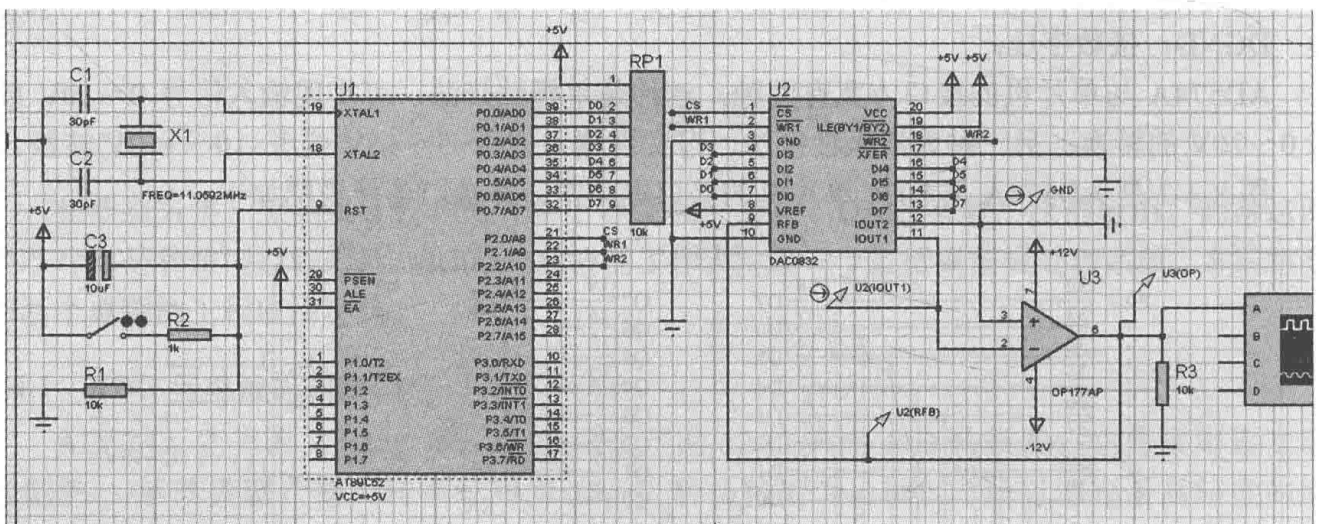 C1
30pF
X1
C2
30pF
FREQ=11.0592MHz
+5V
C3
10uF
R2
1k
R1
10k
U1
19 XTAL1
18 XTAL2
9 RST
+5V
29 PSEN
30 ALE
31 EA
1 P1.0/T2
2 P1.1/T2EX
3 P1.2
4 P1.3
5 P1.4
6 P1.5
7 P1.6
8 P1.7
P0.0/AD0 39 D0 2
P0.1/AD1 38 D1 3
P0.2/AD2 37 D2 4
P0.3/AD3 36 D3 5
P0.4/AD4 35 D4 6
P0.5/AD5 34 D5 7
P0.6/AD6 33 D6 8
P0.7/AD7 32 D7 9
P2.0/A8 21 CS
P2.1/A9 22 WR1
P2.2/A10 23 WR2
P2.3/A11 24
P2.4/A12 25
P2.5/A13 26
P2.6/A14 27
P2.7/A15 28
P3.0/RXD 10
P3.1/TXD 11
P3.2/INT0 12
P3.3/INT1 13
P3.4/T0 14
P3.5/T1 15
P3.6/WR 16
P3.7/RD 17
AT89C52
VCC=+5V
+5V
RP1
1
10k
U2
CS 1 CS
WR1 2 WR1
3 GND
D3 4 DI3
D2 5 DI2
D1 6 DI1
D0 7 DI0
8 VREF
+5V
9 RFB
10 GND
VCC 20
ILE(BY1/BY2) 19
WR2 18 WR2
XFER 17
DI4 16 D4
DI5 15 D5
DI6 14 D6
DI7 13 D7
IOUT2 12
IOUT1 11
DAC0832
+5V +5V
GND
+12V
U3
U3(OP)
U2(IOUT1)
3 +
2 -
7
6
4
OP177AP
-12V
U2(RFB)
R3
10k
A
B
C
D